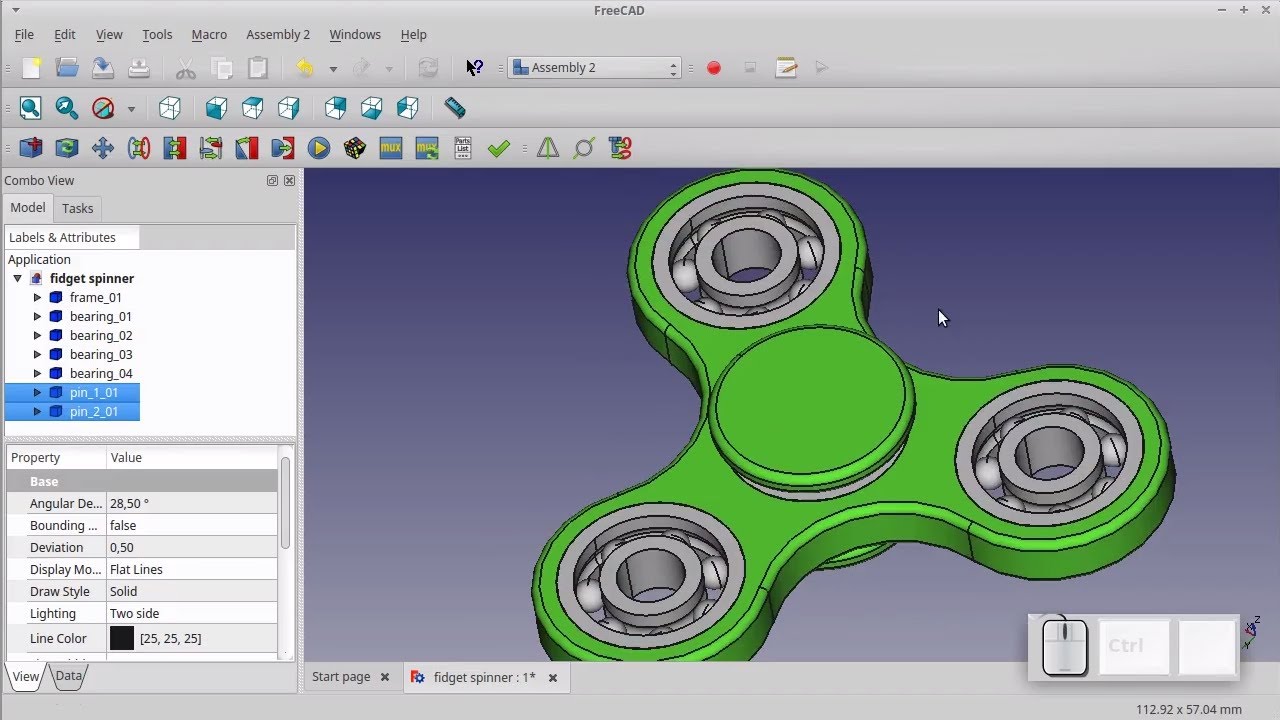 FreeCAD
File Edit View Tools Macro Assembly 2 Windows Help
Assembly 2
mux mux Parts List
Combo View
Model Tasks
Labels & Attributes
Application
fidget spinner
frame_01
bearing_01
bearing_02
bearing_03
bearing_04
pin_1_01
pin_2_01
Property Value
Base
Angular De... 28,50 °
Bounding ... false
Deviation 0,50
Display Mo... Flat Lines
Draw Style Solid
Lighting Two side
Line Color [25, 25, 25]
Ctrl
View Data
Start page
fidget spinner : 1*
112.92 x 57.04 mm